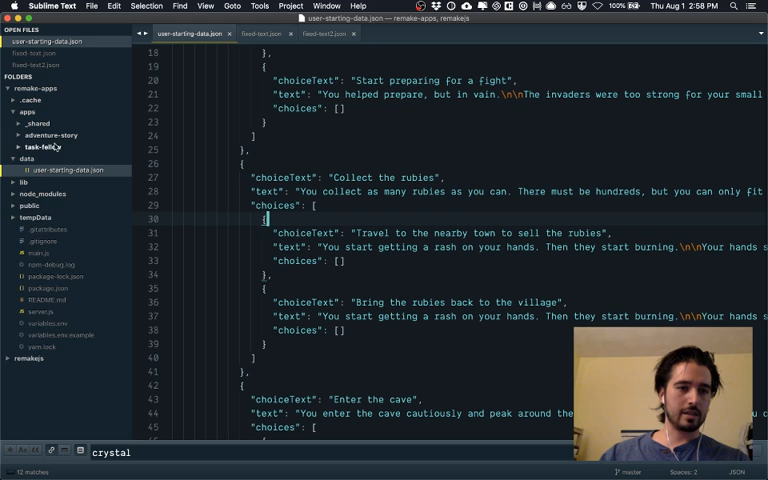 Sublime Text File Edit Selection Find View Goto Tools Project Window Help 100% Thu Aug 1 2:58 PM
user-starting-data.json — remake-apps, remakejs
OPEN FILES
user-starting-data.json
fixed-text.json
fixed-text2.json
FOLDERS
remake-apps
.cache
apps
_shared
adventure-story
data
user-starting-data.json
lib
node_modules
public
tempData
.gitattributes
.gitignore
main.js
npm-debug.log
package-lock.json
package.json
README.md
server.js
variables.env
variables.env.example
yarn.lock
remakejs
user-starting-data.json × fixed-text.json × fixed-text2.json ×
18 },
19 {
20 "choiceText": "Start preparing for a fight",
21 "text": "You helped prepare, but in vain.\n\nThe invaders were too strong for your small
22 "choices": []
23 }
24 ]
25 },
26 {
27 "choiceText": "Collect the rubies",
28 "text": "You collect as many rubies as you can. There must be hundreds, but you can only fit
29 "choices": [
30 {
31 "choiceText": "Travel to the nearby town to sell the rubies",
32 "text": "You start getting a rash on your hands. Then they start burning.\n\nYour hands s
33 "choices": []
34 },
35 {
36 "choiceText": "Bring the rubies back to the village",
37 "text": "You start getting a rash on your hands. Then they start burning.\n\nYour hands s
38 "choices": []
39 }
40 ]
41 },
42 {
43 "choiceText": "Enter the cave",
44 "text": "You enter the cave cautiously and peak around the
45 "choices": [
crystal
12 matches master Spaces: 2 JSON